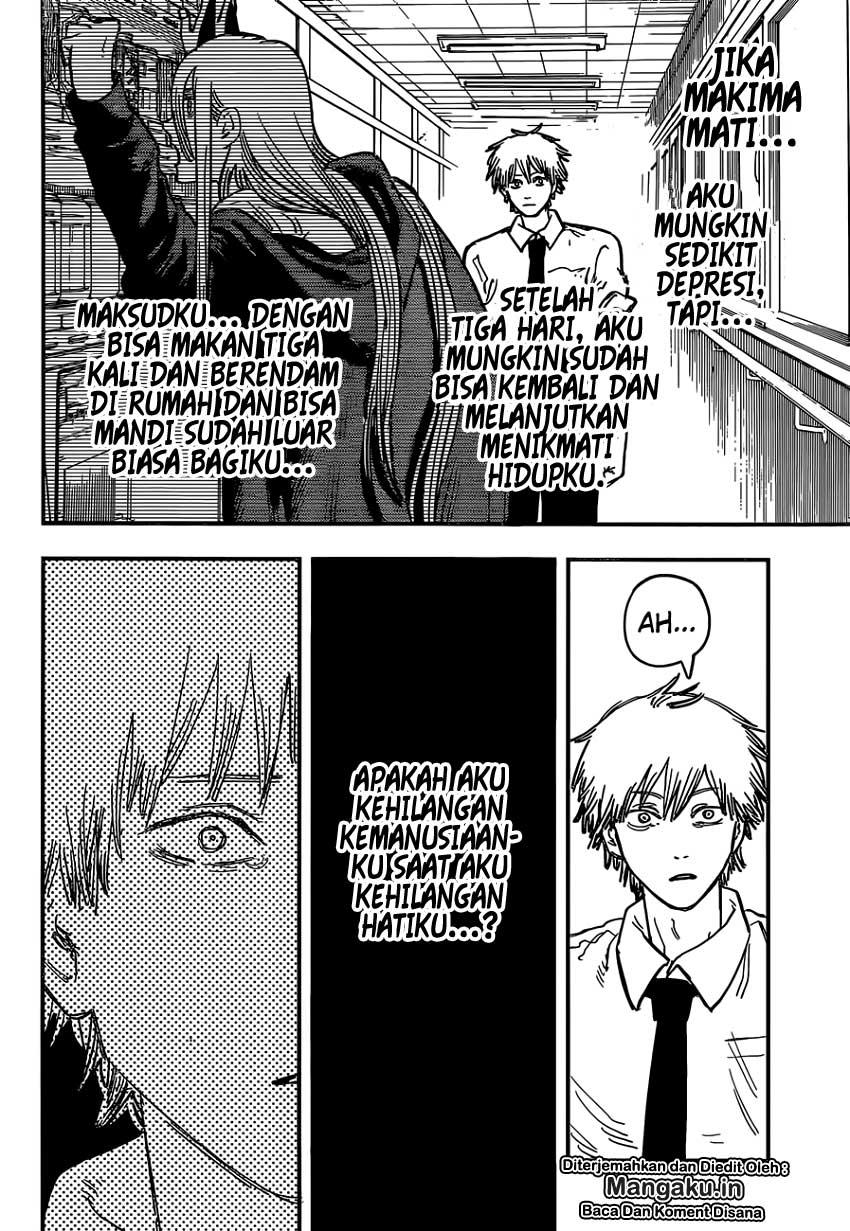 JIKA
MAKIMA
MATI...
AKU
MUNGKIN
SEDIKIT
DEPRESI,
TAPI...
SETELAH
TIGA HARI, AKU
MUNGKIN SUDAH
BISA KEMBALI DAN
MELANJUTKAN
MENIKMATI
HIDUPKU.
MAKSUDKU... DENGAN
BISA MAKAN TIGA
KALI DAN BERENDAM
DI RUMAH DAN BISA
MANDI SUDAH LUAR
BIASA BAGIKU...
AH...
APAKAH AKU
KEHILANGAN
KEMANUSIAAN-
KU SAAT AKU
KEHILANGAN
HATIKU...?
Diterjemahkan dan Diedit Oleh :
Mangaku.in
Baca Dan Koment Disana